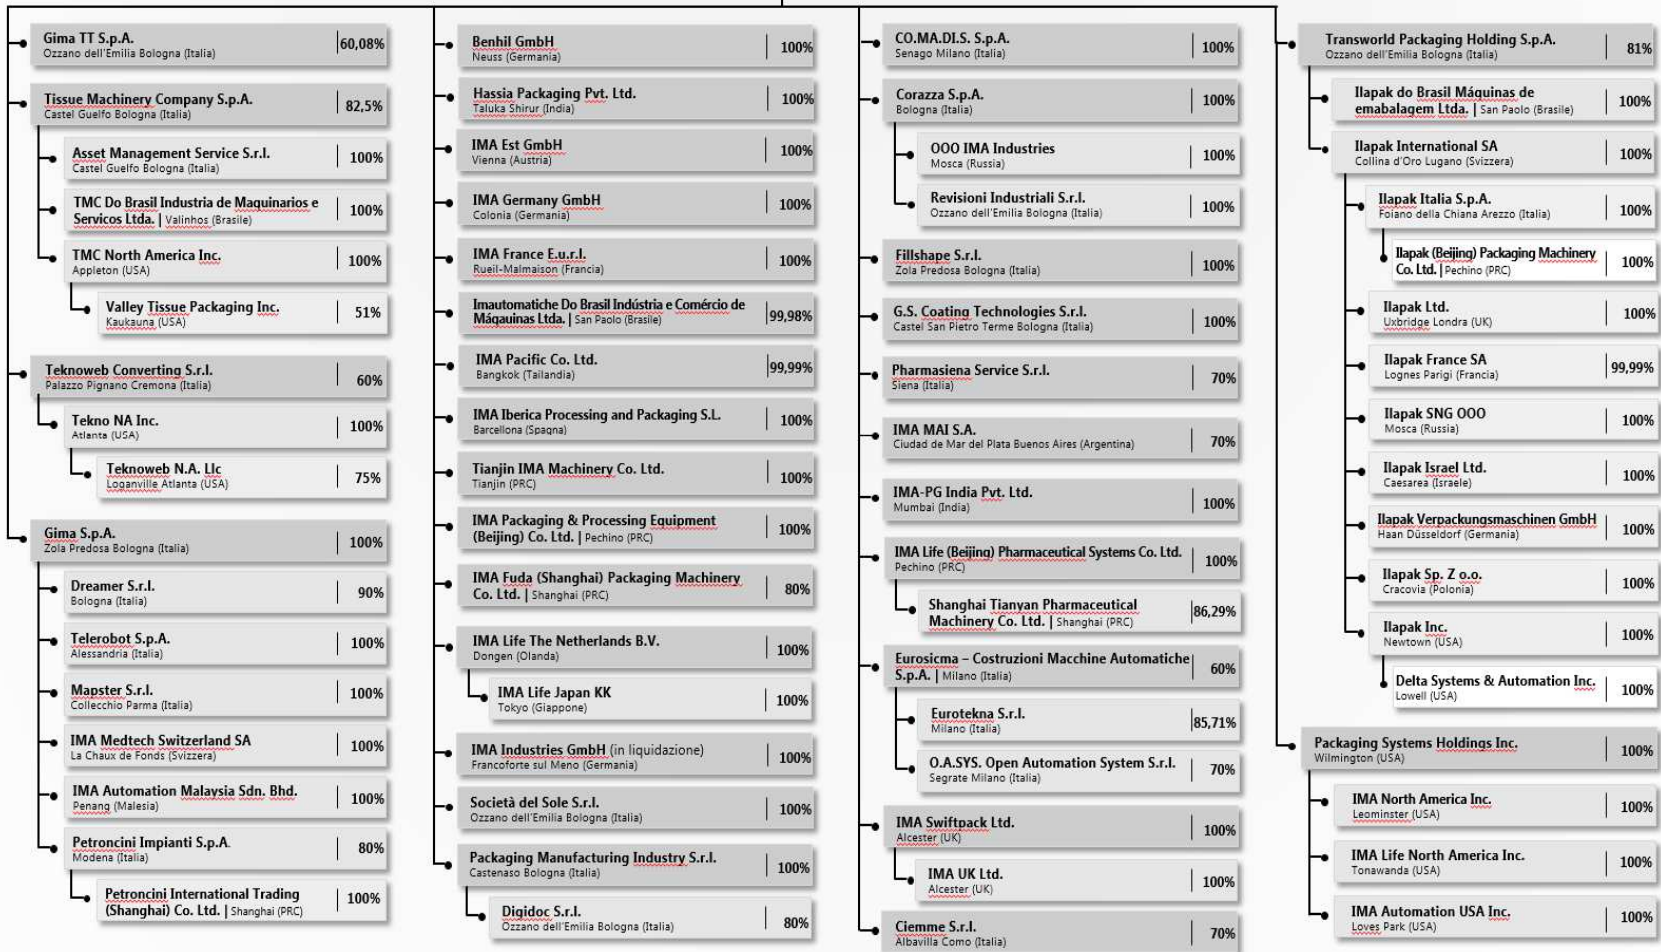 Gima TT S.p.A.
Ozzano dell'Emilia Bologna (Italia)
60,08%
Tissue Machinery Company S.p.A.
Castel Guelfo Bologna (Italia)
82,5%
Asset Management Service S.r.l.
Castel Guelfo Bologna (Italia)
100%
TMC Do Brasil Industria de Maquinarios e
Servicos Ltda. | Valinhos (Brasile)
100%
TMC North America Inc.
Appleton (USA)
100%
Valley Tissue Packaging Inc.
Kaukauna (USA)
51%
Teknoweb Converting S.r.l.
Palazzo Pignano Cremona (Italia)
60%
Tekno NA Inc.
Atlanta (USA)
100%
Teknoweb N.A. Llc
Loganville Atlanta (USA)
75%
Gima S.p.A.
Zola Predosa Bologna (Italia)
100%
Dreamer S.r.l.
Bologna (Italia)
90%
Telerobot S.p.A.
Alessandria (Italia)
100%
Mapster S.r.l.
Collecchio Parma (Italia)
100%
IMA Medtech Switzerland SA
La Chaux de Fonds (Svizzera)
100%
IMA Automation Malaysia Sdn. Bhd.
Penang (Malesia)
100%
Petroncini Impianti S.p.A.
Modena (Italia)
80%
Petroncini International Trading
(Shanghai) Co. Ltd. | Shanghai (PRC)
100%
Benhil GmbH
Neuss (Germania)
100%
Hassia Packaging Pvt. Ltd.
Taluka Shirur (India)
100%
IMA Est GmbH
Vienna (Austria)
100%
IMA Germany GmbH
Colonia (Germania)
100%
IMA France E.u.r.l.
Rueil-Malmaison (Francia)
100%
Imautomatiche Do Brasil Indústria e Comércio de
Máqauinas Ltda. | San Paolo (Brasile)
99,98%
IMA Pacific Co. Ltd.
Bangkok (Tailandia)
99,99%
IMA Iberica Processing and Packaging S.L.
Barcellona (Spagna)
100%
Tianjin IMA Machinery Co. Ltd.
Tianjin (PRC)
100%
IMA Packaging & Processing Equipment
(Beijing) Co. Ltd. | Pechino (PRC)
100%
IMA Fuda (Shanghai) Packaging Machinery
Co. Ltd. | Shanghai (PRC)
80%
IMA Life The Netherlands B.V.
Dongen (Olanda)
100%
IMA Life Japan KK
Tokyo (Giappone)
100%
IMA Industries GmbH (in liquidazione)
Francoforte sul Meno (Germania)
100%
Società del Sole S.r.l.
Ozzano dell'Emilia Bologna (Italia)
100%
Packaging Manufacturing Industry S.r.l.
Castenaso Bologna (Italia)
100%
Digidoc S.r.l.
Ozzano dell'Emilia Bologna (Italia)
80%
CO.MA.DI.S. S.p.A.
Senago Milano (Italia)
100%
Corazza S.p.A.
Bologna (Italia)
100%
OOO IMA Industries
Mosca (Russia)
100%
Revisioni Industriali S.r.l.
Ozzano dell'Emilia Bologna (Italia)
100%
Fillshape S.r.l.
Zola Predosa Bologna (Italia)
100%
G.S. Coating Technologies S.r.l.
Castel San Pietro Terme Bologna (Italia)
100%
Pharmasiena Service S.r.l.
Siena (Italia)
70%
IMA MAI S.A.
Ciudad de Mar del Plata Buenos Aires (Argentina)
70%
IMA-PG India Pvt. Ltd.
Mumbai (India)
100%
IMA Life (Beijing) Pharmaceutical Systems Co. Ltd.
Pechino (PRC)
100%
Shanghai Tianyan Pharmaceutical
Machinery Co. Ltd. | Shanghai (PRC)
86,29%
Eurosicma – Costruzioni Macchine Automatiche
S.p.A. | Milano (Italia)
60%
Eurotekna S.r.l.
Milano (Italia)
85,71%
O.A.SYS. Open Automation System S.r.l.
Segrate Milano (Italia)
70%
IMA Swiftpack Ltd.
Alcester (UK)
100%
IMA UK Ltd.
Alcester (UK)
100%
Ciemme S.r.l.
Albavilla Como (Italia)
70%
Transworld Packaging Holding S.p.A.
Ozzano dell'Emilia Bologna (Italia)
81%
Ilapak do Brasil Máquinas de
emabalagem Ltda. | San Paolo (Brasile)
100%
Ilapak International SA
Collina d'Oro Lugano (Svizzera)
100%
Ilapak Italia S.p.A.
Foiano della Chiana Arezzo (Italia)
100%
Ilapak (Beijing) Packaging Machinery
Co. Ltd. | Pechino (PRC)
100%
Ilapak Ltd.
Uxbridge Londra (UK)
100%
Ilapak France SA
Lognes Parigi (Francia)
99,99%
Ilapak SNG OOO
Mosca (Russia)
100%
Ilapak Israel Ltd.
Caesarea (Israele)
100%
Ilapak Verpackungsmaschinen GmbH
Haan Düsseldorf (Germania)
100%
Ilapak Sp. Z o.o.
Cracovia (Polonia)
100%
Ilapak Inc.
Newtown (USA)
100%
Delta Systems & Automation Inc.
Lowell (USA)
100%
Packaging Systems Holdings Inc.
Wilmington (USA)
100%
IMA North America Inc.
Leominster (USA)
100%
IMA Life North America Inc.
Tonawanda (USA)
100%
IMA Automation USA Inc.
Loves Park (USA)
100%